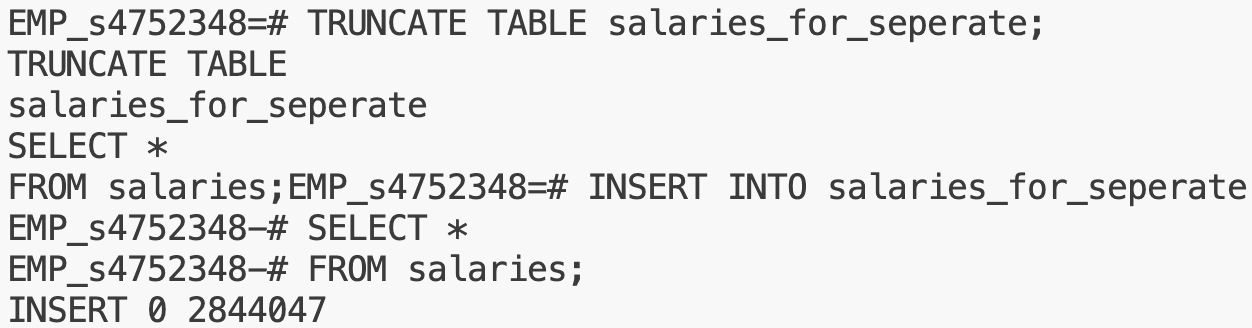 EMP_s4752348=# TRUNCATE TABLE salaries_for_seperate;
TRUNCATE TABLE
salaries_for_seperate
SELECT *
FROM salaries;EMP_s4752348=# INSERT INTO salaries_for_seperate
EMP_s4752348-# SELECT *
EMP_s4752348-# FROM salaries;
INSERT 0 2844047